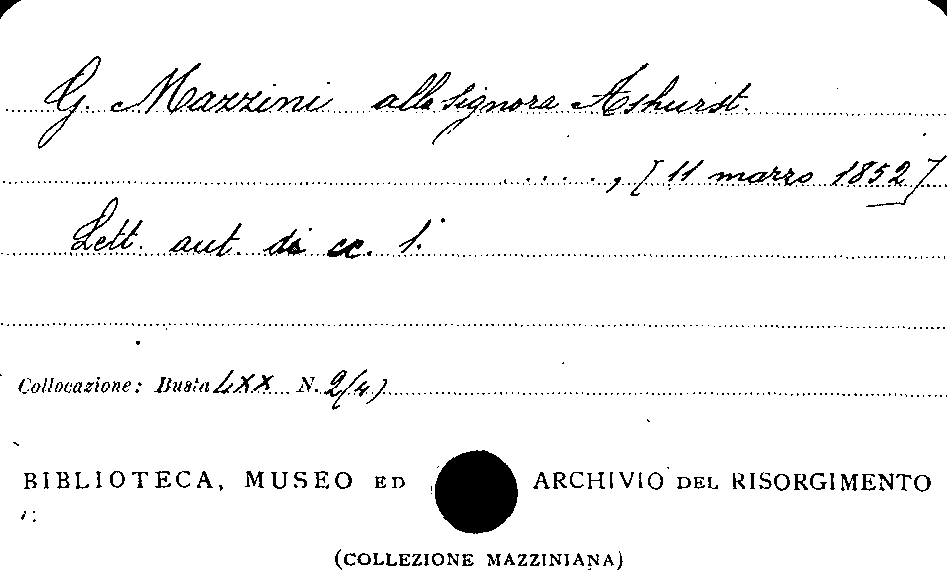 G. Mazzini alla signora Ashurst.
....., [11 marzo 1852]
Lett. aut. di cc. 1.
Collocazione: Busta LXX N. 2(4)
BIBLIOTECA, MUSEO ED ARCHIVIO DEL RISORGIMENTO
(COLLEZIONE MAZZINIANA)